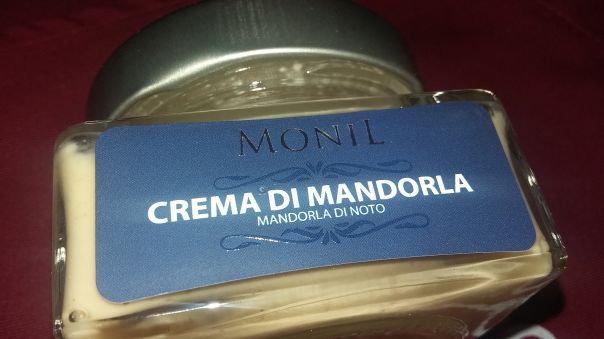 MONIL
CREMA DI MANDORLA
MANDORLA DI NOTO